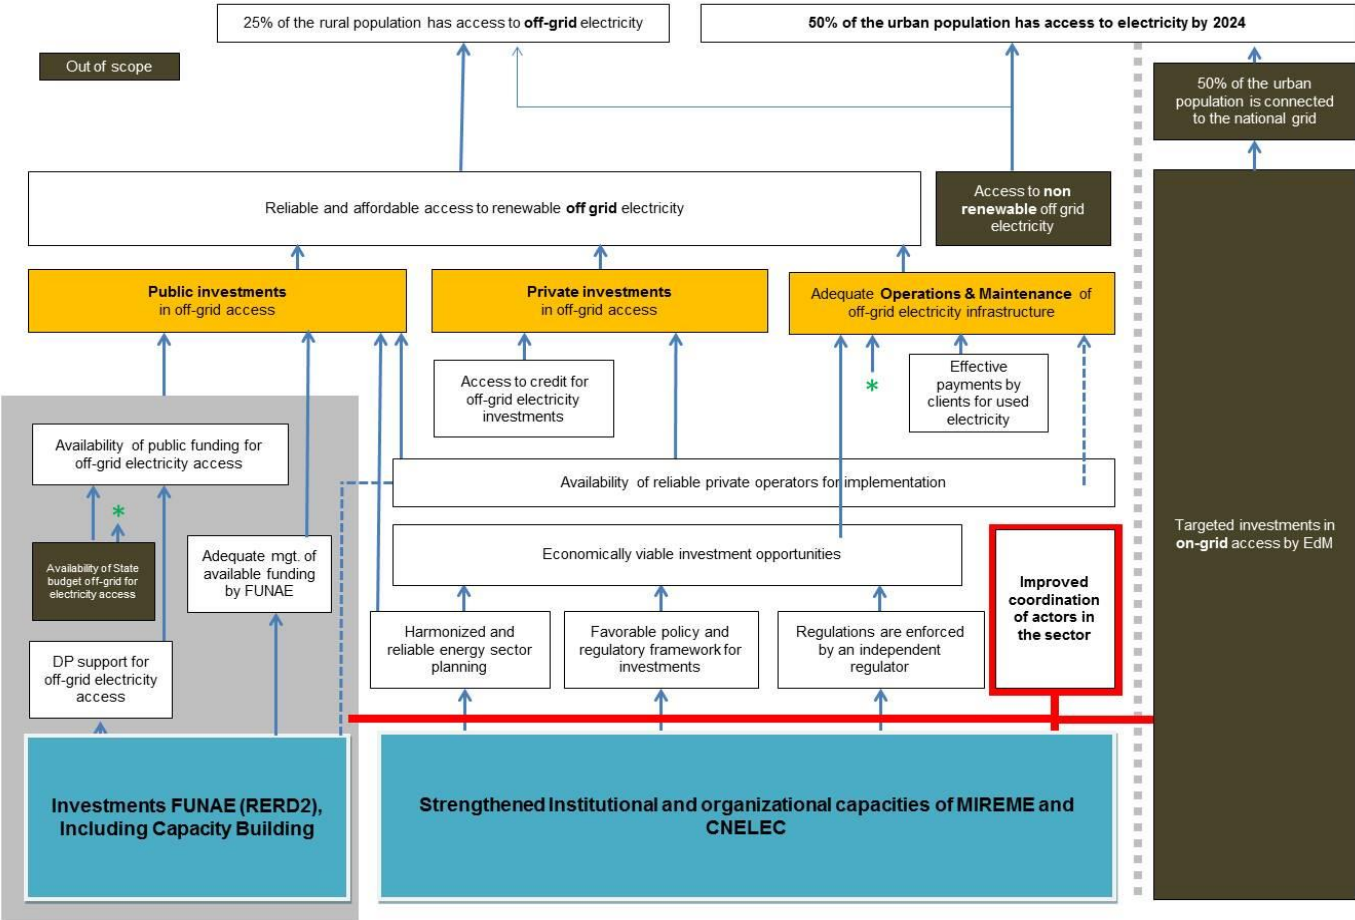 25% of the rural population has access to off-grid electricity
50% of the urban population has access to electricity by 2024
Out of scope
50% of the urban
population is connected
to the national grid
Reliable and affordable access to renewable off grid electricity
Access to non
renewable off grid
electricity
Public investments
in off-grid access
Private investments
in off-grid access
Adequate Operations & Maintenance of
off-grid electricity infrastructure
Access to credit for
off-grid electricity
investments
*
Effective
payments by
clients for used
electricity
Availability of public funding for
off-grid electricity access
Availability of reliable private operators for implementation
*
Availability of State
budget off-grid for
electricity access
Adequate mgt. of
available funding
by FUNAE
Economically viable investment opportunities
Improved
coordination
of actors in
the sector
Targeted investments in
on-grid access by EdM
DP support for
off-grid electricity
access
Harmonized and
reliable energy sector
planning
Favorable policy and
regulatory framework for
investments
Regulations are enforced
by an independent
regulator
Investments FUNAE (RERD2),
Including Capacity Building
Strengthened Institutional and organizational capacities of MIREME and
CNELEC